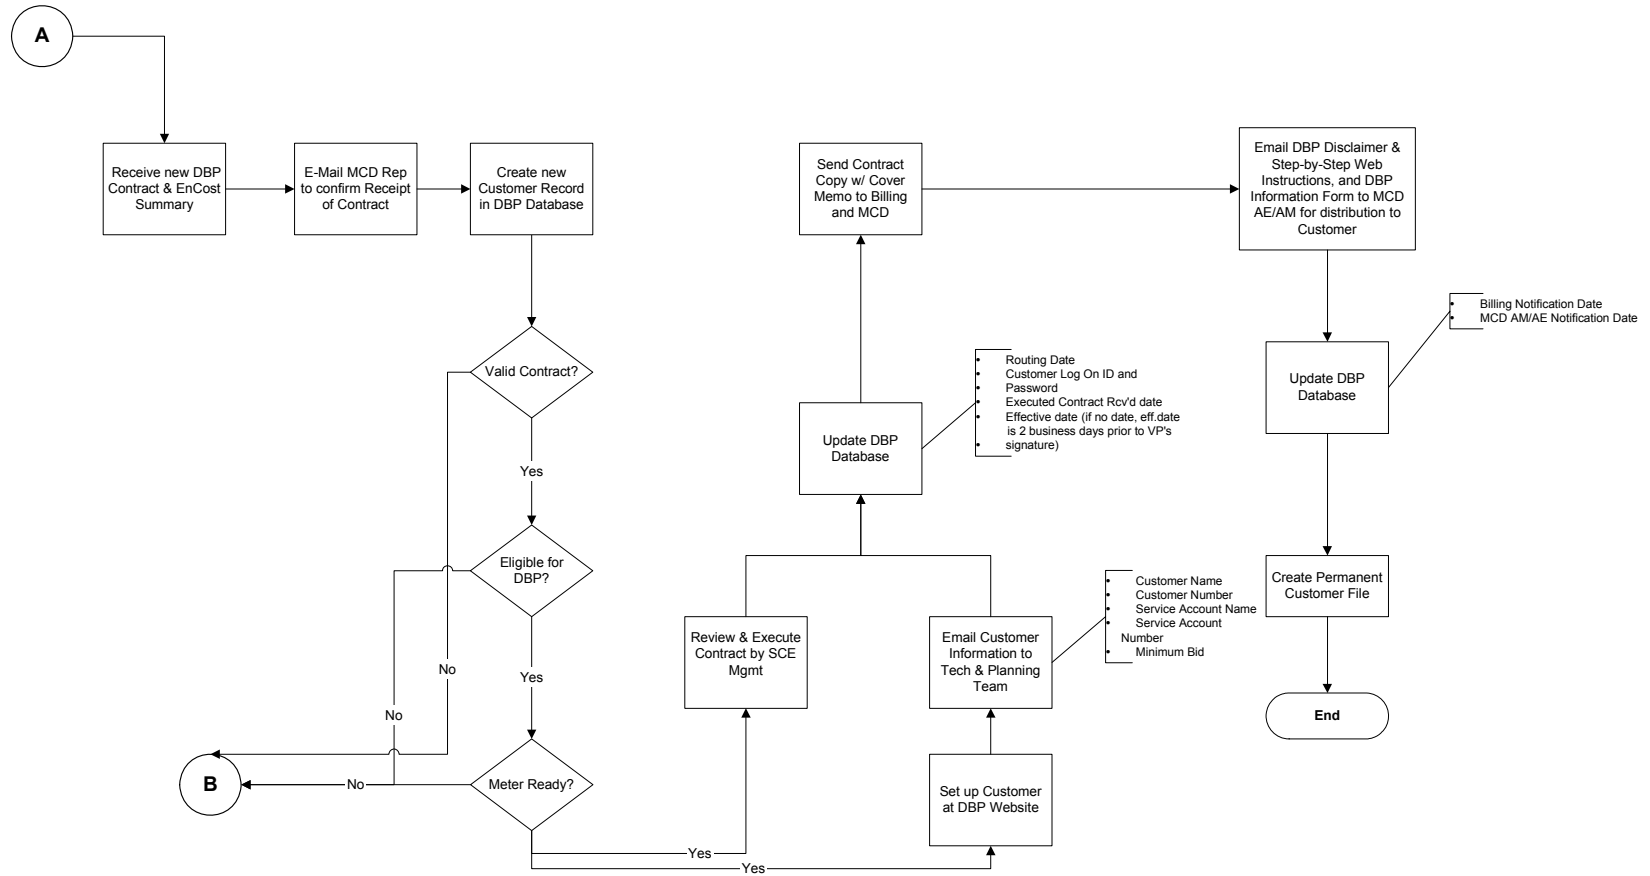 A
Receive new DBP
Contract & EnCost
Summary
E-Mail MCD Rep
to confirm Receipt
of Contract
Create new
Customer Record
in DBP Database
Valid Contract?
Yes
No
Eligible for
DBP?
Yes
No
Meter Ready?
No
B
Yes
Yes
Review & Execute
Contract by SCE
Mgmt
Set up Customer
at DBP Website
Email Customer
Information to
Tech & Planning
Team
• Customer Name
• Customer Number
• Service Account Name
• Service Account
Number
• Minimum Bid
Update DBP
Database
• Routing Date
• Customer Log On ID and
• Password
• Executed Contract Rcv'd date
• Effective date (if no date, eff.date
is 2 business days prior to VP's
• signature)
Send Contract
Copy w/ Cover
Memo to Billing
and MCD
Email DBP Disclaimer &
Step-by-Step Web
Instructions, and DBP
Information Form to MCD
AE/AM for distribution to
Customer
Update DBP
Database
• Billing Notification Date
• MCD AM/AE Notification Date
Create Permanent
Customer File
End